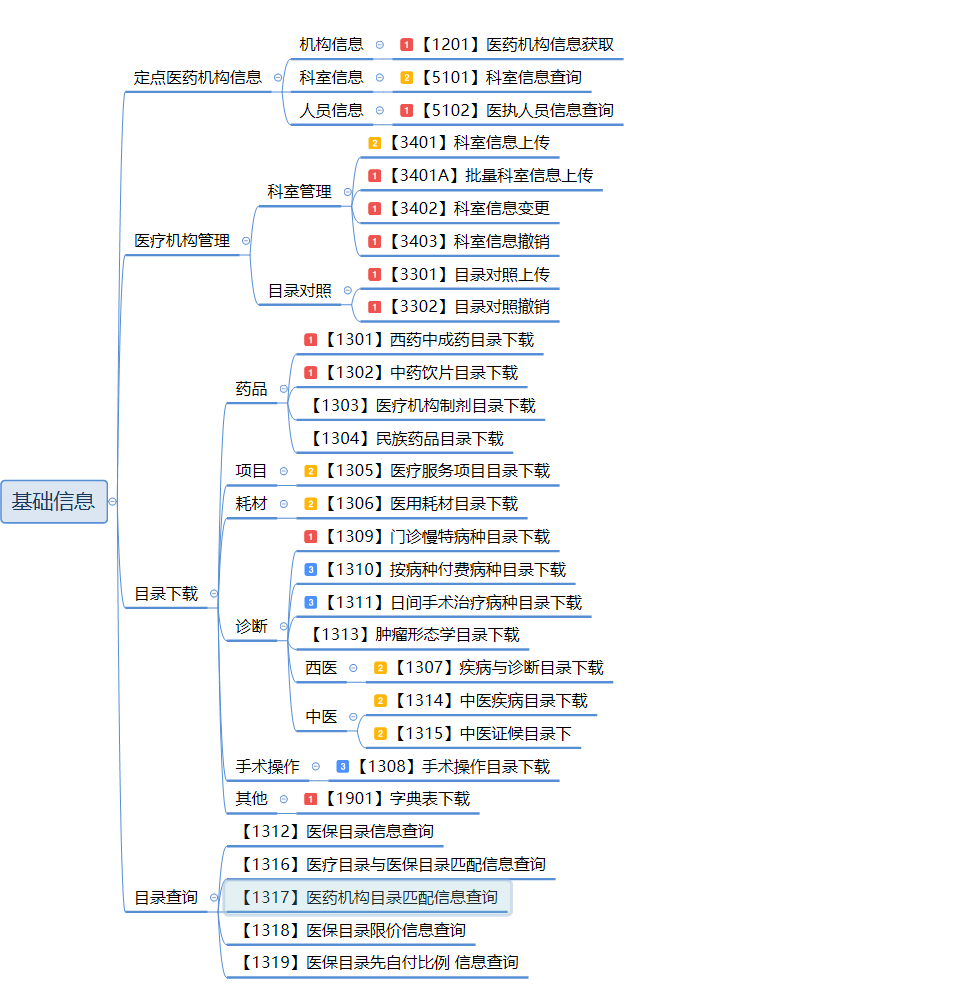 基础信息
定点医药机构信息
机构信息
1 【1201】医药机构信息获取
科室信息
2 【5101】科室信息查询
人员信息
1 【5102】医执人员信息查询
医疗机构管理
科室管理
2 【3401】科室信息上传
1 【3401A】批量科室信息上传
1 【3402】科室信息变更
1 【3403】科室信息撤销
目录对照
1 【3301】目录对照上传
1 【3302】目录对照撤销
目录下载
药品
1 【1301】西药中成药目录下载
1 【1302】中药饮片目录下载
【1303】医疗机构制剂目录下载
【1304】民族药品目录下载
项目
2 【1305】医疗服务项目目录下载
耗材
2 【1306】医用耗材目录下载
诊断
1 【1309】门诊慢特病种目录下载
3 【1310】按病种付费病种目录下载
3 【1311】日间手术治疗病种目录下载
【1313】肿瘤形态学目录下载
西医
2 【1307】疾病与诊断目录下载
中医
2 【1314】中医疾病目录下载
2 【1315】中医证候目录下
手术操作
3 【1308】手术操作目录下载
其他
1 【1901】字典表下载
目录查询
【1312】医保目录信息查询
【1316】医疗目录与医保目录匹配信息查询
【1317】医药机构目录匹配信息查询
【1318】医保目录限价信息查询
【1319】医保目录先自付比例 信息查询